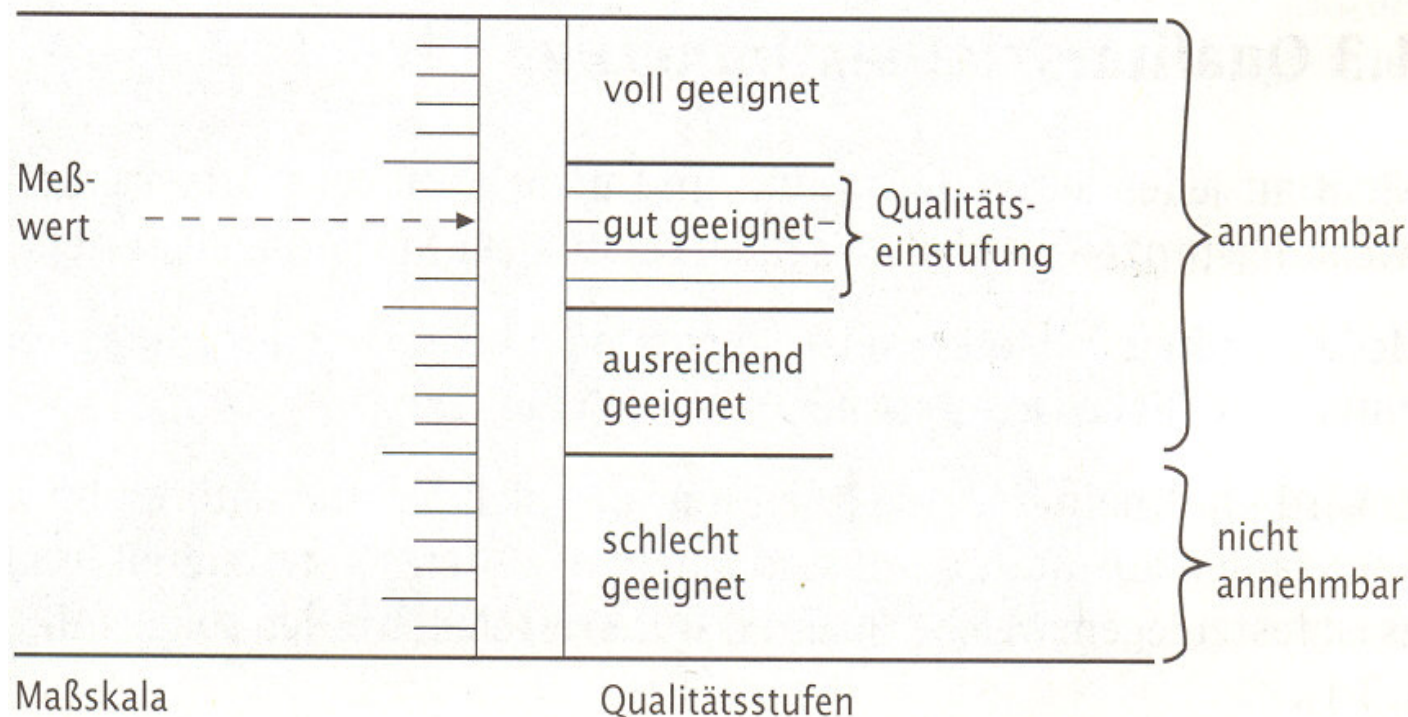 voll geeignet
Meß-
wert
gut geeignet
Qualitäts-
einstufung
annehmbar
ausreichend
geeignet
schlecht
geeignet
nicht
annehmbar
Maßskala
Qualitätsstufen